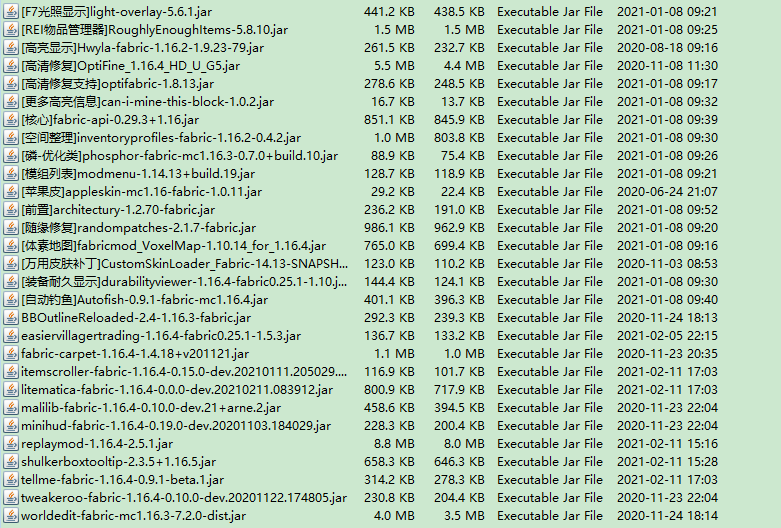 [F7光照显示]light-overlay-5.6.1.jar 441.2 KB 438.5 KB Executable Jar File 2021-01-08 09:21
[REI物品管理器]RoughlyEnoughItems-5.8.10.jar 1.5 MB 1.5 MB Executable Jar File 2021-01-08 09:25
[高亮显示]Hwyla-fabric-1.16.2-1.9.23-79.jar 261.5 KB 232.7 KB Executable Jar File 2020-08-18 09:16
[高清修复]OptiFine_1.16.4_HD_U_G5.jar 5.5 MB 4.4 MB Executable Jar File 2020-11-08 11:30
[高清修复支持]optifabric-1.8.13.jar 278.6 KB 248.5 KB Executable Jar File 2021-01-08 09:17
[更多高亮信息]can-i-mine-this-block-1.0.2.jar 16.7 KB 13.7 KB Executable Jar File 2021-01-08 09:32
[核心]fabric-api-0.29.3+1.16.jar 851.1 KB 845.9 KB Executable Jar File 2021-01-08 09:39
[空间整理]inventoryprofiles-fabric-1.16.2-0.4.2.jar 1.0 MB 803.8 KB Executable Jar File 2021-01-08 09:30
[磷-优化类]phosphor-fabric-mc1.16.3-0.7.0+build.10.jar 88.9 KB 75.4 KB Executable Jar File 2021-01-08 09:26
[模组列表]modmenu-1.14.13+build.19.jar 128.7 KB 118.9 KB Executable Jar File 2021-01-08 09:21
[苹果皮]appleskin-mc1.16-fabric-1.0.11.jar 29.2 KB 22.4 KB Executable Jar File 2020-06-24 21:07
[前置]architectury-1.2.70-fabric.jar 236.2 KB 191.0 KB Executable Jar File 2021-01-08 09:52
[随缘修复]randompatches-2.1.7-fabric.jar 986.1 KB 962.9 KB Executable Jar File 2021-01-08 09:20
[体素地图]fabricmod_VoxelMap-1.10.14_for_1.16.4.jar 765.0 KB 699.4 KB Executable Jar File 2021-01-08 09:16
[万用皮肤补丁]CustomSkinLoader_Fabric-14.13-SNAPSH... 123.0 KB 110.2 KB Executable Jar File 2020-11-03 08:53
[装备耐久显示]durabilityviewer-1.16.4-fabric0.25.1-1.10.j... 144.4 KB 124.1 KB Executable Jar File 2021-01-08 09:30
[自动钓鱼]Autofish-0.9.1-fabric-mc1.16.4.jar 401.1 KB 396.3 KB Executable Jar File 2021-01-08 09:40
BBOutlineReloaded-2.4-1.16.3-fabric.jar 292.3 KB 239.3 KB Executable Jar File 2020-11-24 18:13
easiervillagertrading-1.16.4-fabric0.25.1-1.5.3.jar 136.7 KB 133.2 KB Executable Jar File 2021-02-05 22:15
fabric-carpet-1.16.4-1.4.18+v201121.jar 1.1 MB 1.0 MB Executable Jar File 2020-11-23 20:35
itemscroller-fabric-1.16.4-0.15.0-dev.20210111.205029.... 116.9 KB 101.7 KB Executable Jar File 2021-02-11 17:03
litematica-fabric-1.16.4-0.0.0-dev.20210211.083912.jar 800.9 KB 717.9 KB Executable Jar File 2021-02-11 17:03
malilib-fabric-1.16.4-0.10.0-dev.21+arne.2.jar 458.6 KB 394.5 KB Executable Jar File 2020-11-23 22:04
minihud-fabric-1.16.4-0.19.0-dev.20201103.184029.jar 228.3 KB 200.4 KB Executable Jar File 2020-11-23 22:04
replaymod-1.16.4-2.5.1.jar 8.8 MB 8.0 MB Executable Jar File 2021-02-11 15:16
shulkerboxtooltip-2.3.5+1.16.5.jar 658.3 KB 646.3 KB Executable Jar File 2021-02-11 15:28
tellme-fabric-1.16.4-0.9.1-beta.1.jar 314.2 KB 278.3 KB Executable Jar File 2021-02-11 17:03
tweakeroo-fabric-1.16.4-0.10.0-dev.20201122.174805.jar 230.8 KB 204.4 KB Executable Jar File 2020-11-23 22:04
worldedit-fabric-mc1.16.3-7.2.0-dist.jar 4.0 MB 3.5 MB Executable Jar File 2020-11-24 18:14